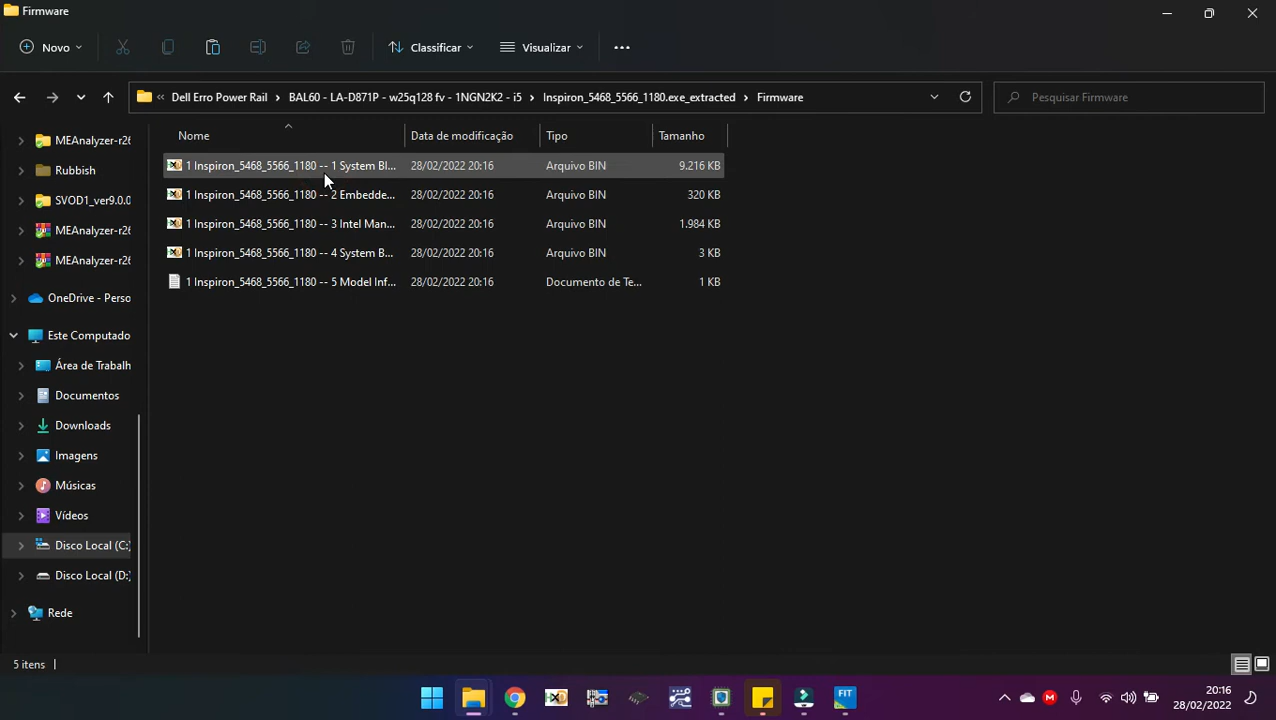 Firmware
Novo
Classificar
Visualizar
Dell Erro Power Rail
BAL60 - LA-D871P - w25q128 fv - 1NGN2K2 - i5
Inspiron_5468_5566_1180.exe_extracted
Firmware
Pesquisar Firmware
MEAnalyzer-r26
Rubbish
SVOD1_ver9.0.0
MEAnalyzer-r26
MEAnalyzer-r26
OneDrive - Perso
Este Computado
Área de Trabalh
Documentos
Downloads
Imagens
Músicas
Vídeos
Disco Local (C:)
Disco Local (D:)
Rede
Nome Data de modificação Tipo Tamanho
1 Inspiron_5468_5566_1180 -- 1 System BI... 28/02/2022 20:16 Arquivo BIN 9.216 KB
1 Inspiron_5468_5566_1180 -- 2 Embedde... 28/02/2022 20:16 Arquivo BIN 320 KB
1 Inspiron_5468_5566_1180 -- 3 Intel Man... 28/02/2022 20:16 Arquivo BIN 1.984 KB
1 Inspiron_5468_5566_1180 -- 4 System B... 28/02/2022 20:16 Arquivo BIN 3 KB
1 Inspiron_5468_5566_1180 -- 5 Model Inf... 28/02/2022 20:16 Documento de Te... 1 KB
5 itens
FIT
20:16
28/02/2022